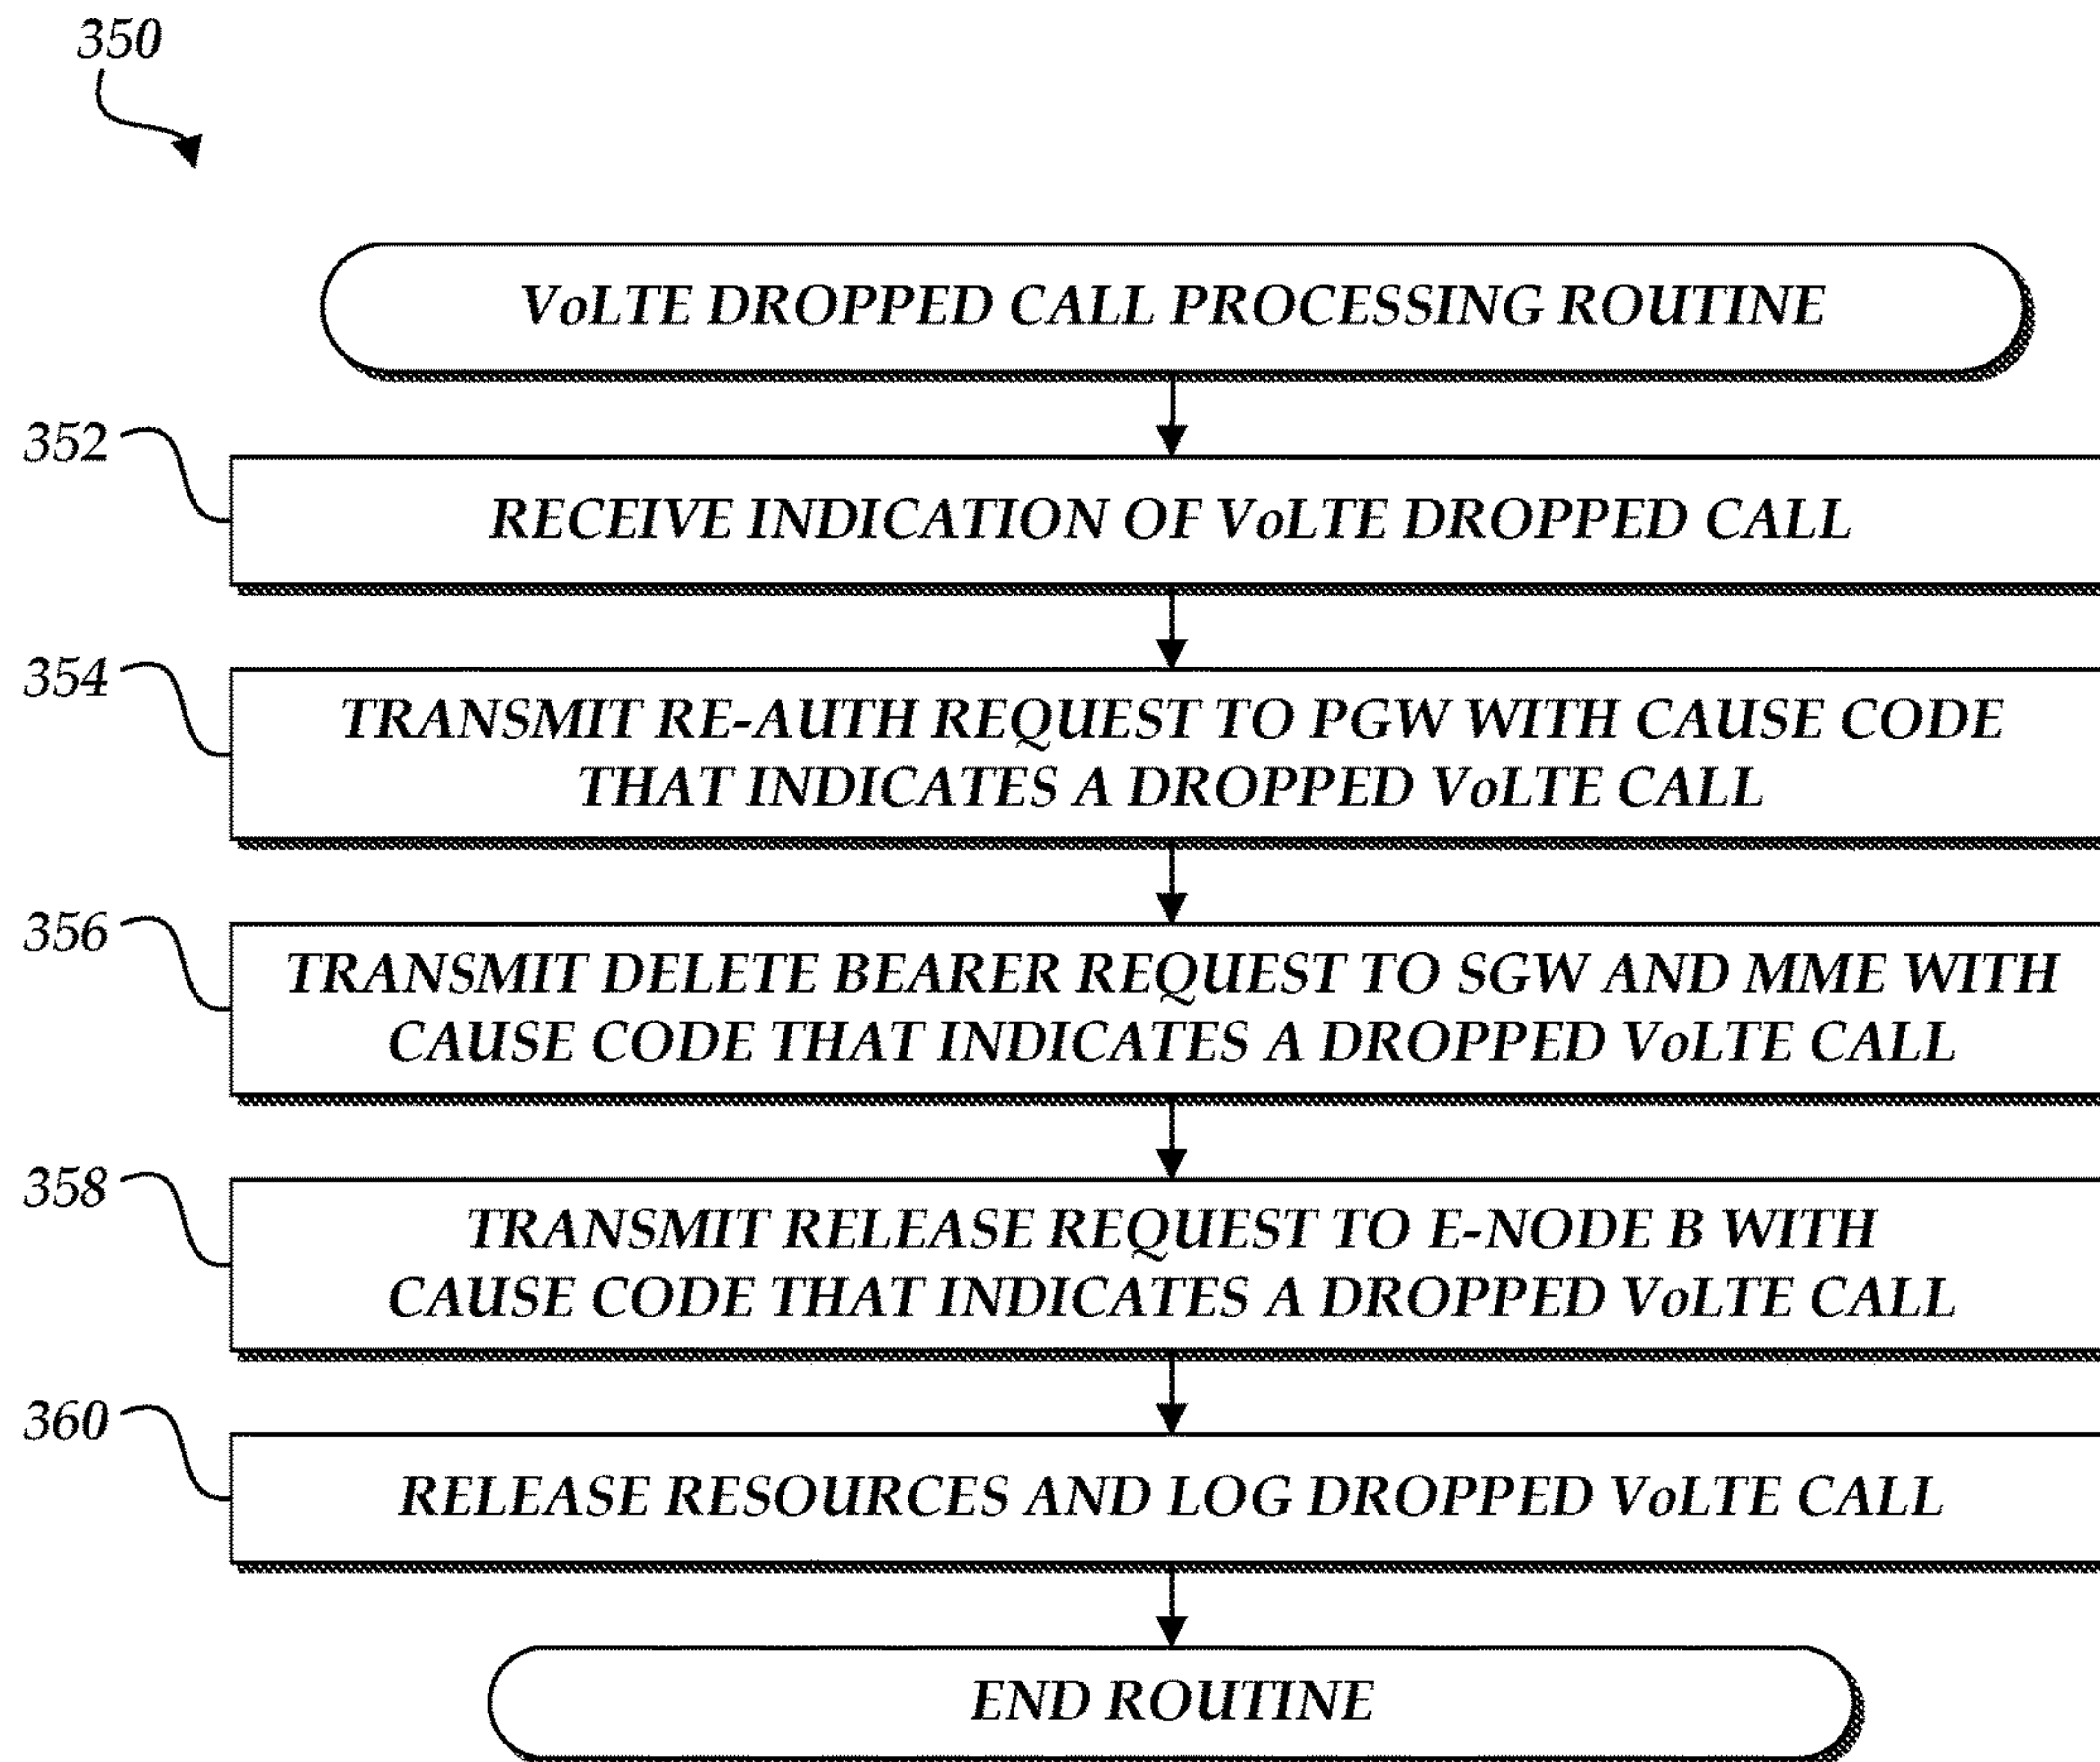 350
VoLTE DROPPED CALL PROCESSING ROUTINE
352
RECEIVE INDICATION OF VoLTE DROPPED CALL
354
TRANSMIT RE-AUTH REQUEST TO PGW WITH CAUSE CODE
THAT INDICATES A DROPPED VoLTE CALL
356
TRANSMIT DELETE BEARER REQUEST TO SGW AND MME WITH
CAUSE CODE THAT INDICATES A DROPPED VoLTE CALL
358
TRANSMIT RELEASE REQUEST TO E-NODE B WITH
CAUSE CODE THAT INDICATES A DROPPED VoLTE CALL
360
RELEASE RESOURCES AND LOG DROPPED VoLTE CALL
END ROUTINE